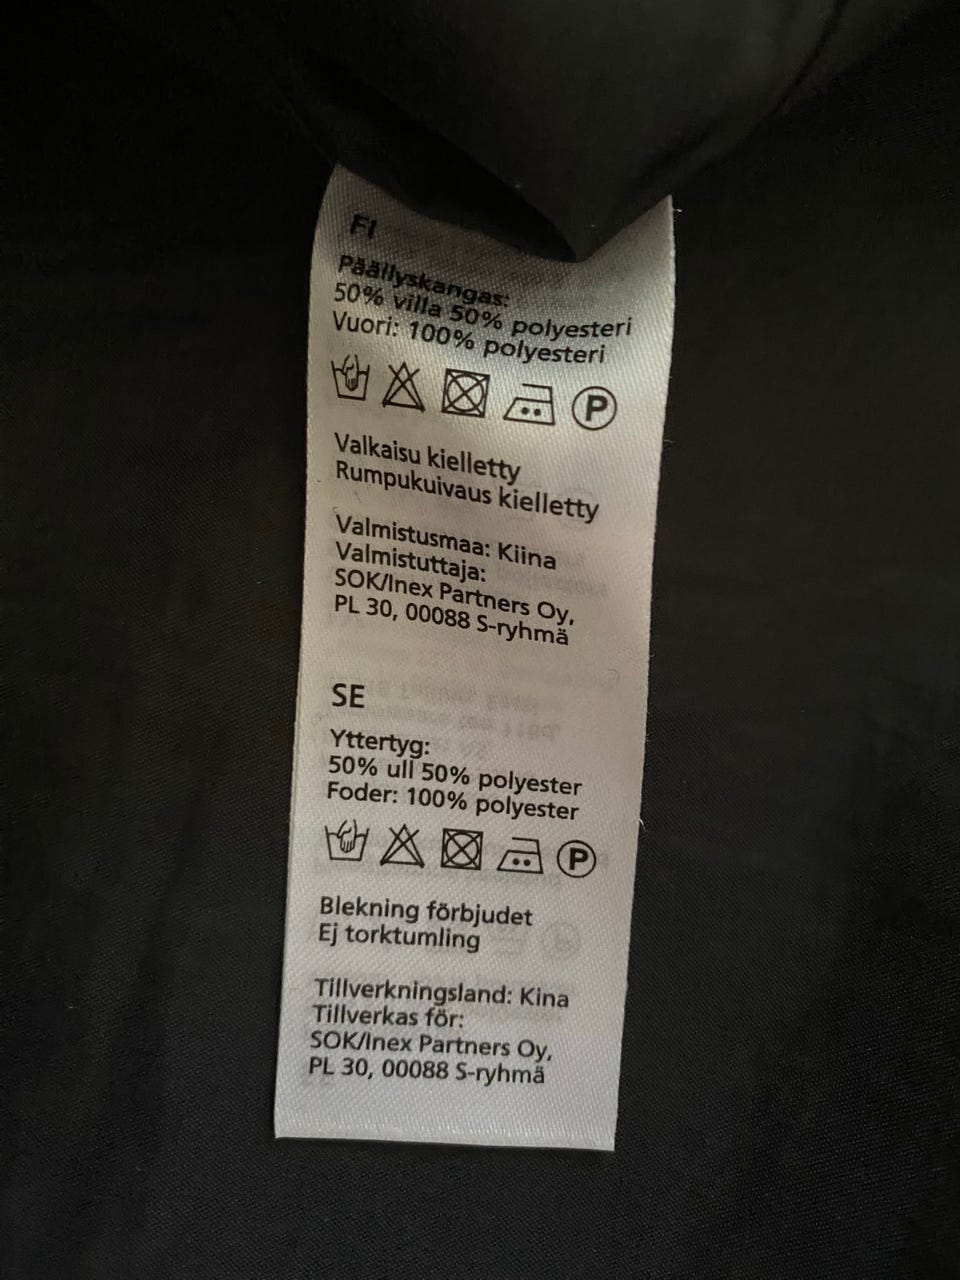 FI
Päällyskangas:
50% villa 50% polyesteri
Vuori: 100% polyesteri
P
Valkaisu kielletty
Rumpukuivaus kielletty
Valmistusmaa: Kiina
Valmistuttaja:
SOK/Inex Partners Oy,
PL 30, 00088 S-ryhmä
SE
Yttertyg:
50% ull 50% polyester
Foder: 100% polyester
P
Blekning förbjudet
Ej torktumling
Tillverkningsland: Kina
Tillverkas för:
SOK/Inex Partners Oy,
PL 30, 00088 S-ryhmä